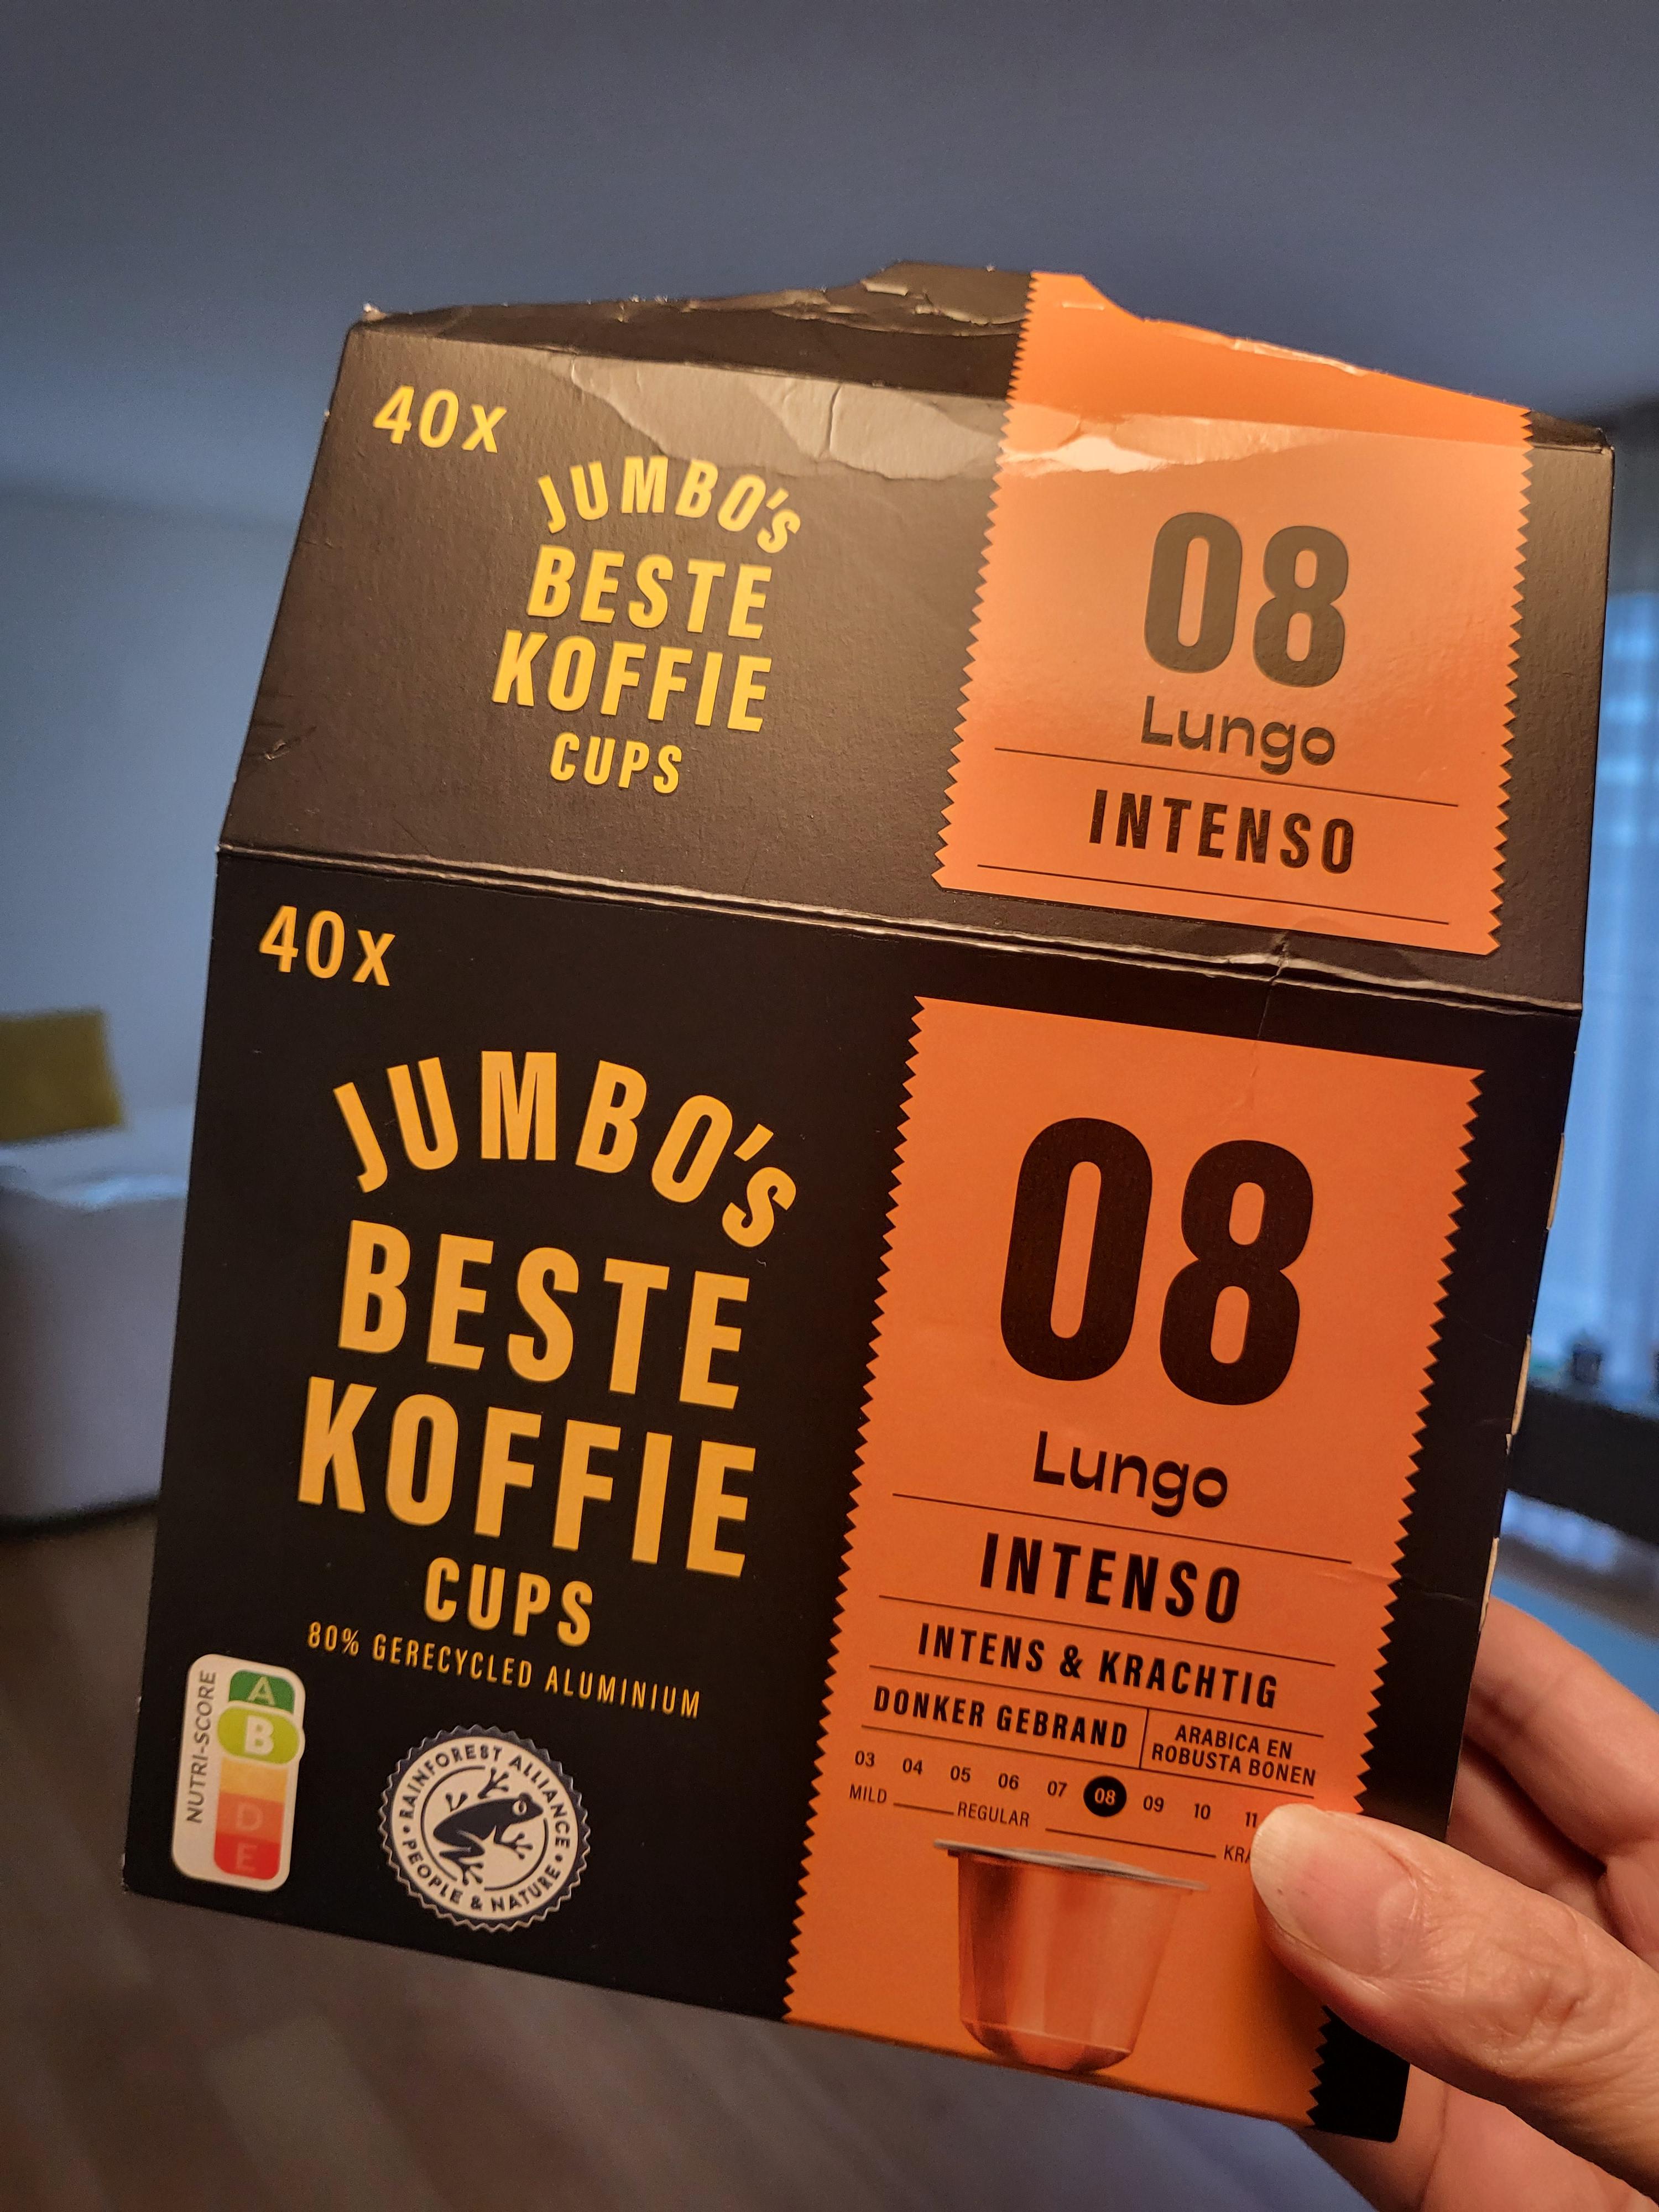 40x
JUMBO's
BESTE
KOFFIE
CUPS
08
Lungo
INTENSO
40x
JUMBO's
BESTE
KOFFIE
CUPS
80% GERECYCLED ALUMINIUM
NUTRI-SCORE
A
B
D
E
RAINFOREST ALLIANCE
PEOPLE & NATURE
08
Lungo
INTENSO
INTENS & KRACHTIG
DONKER GEBRAND
ARABICA EN
ROBUSTA BONEN
03 04 05 06 07 08 09 10 11
MILD REGULAR